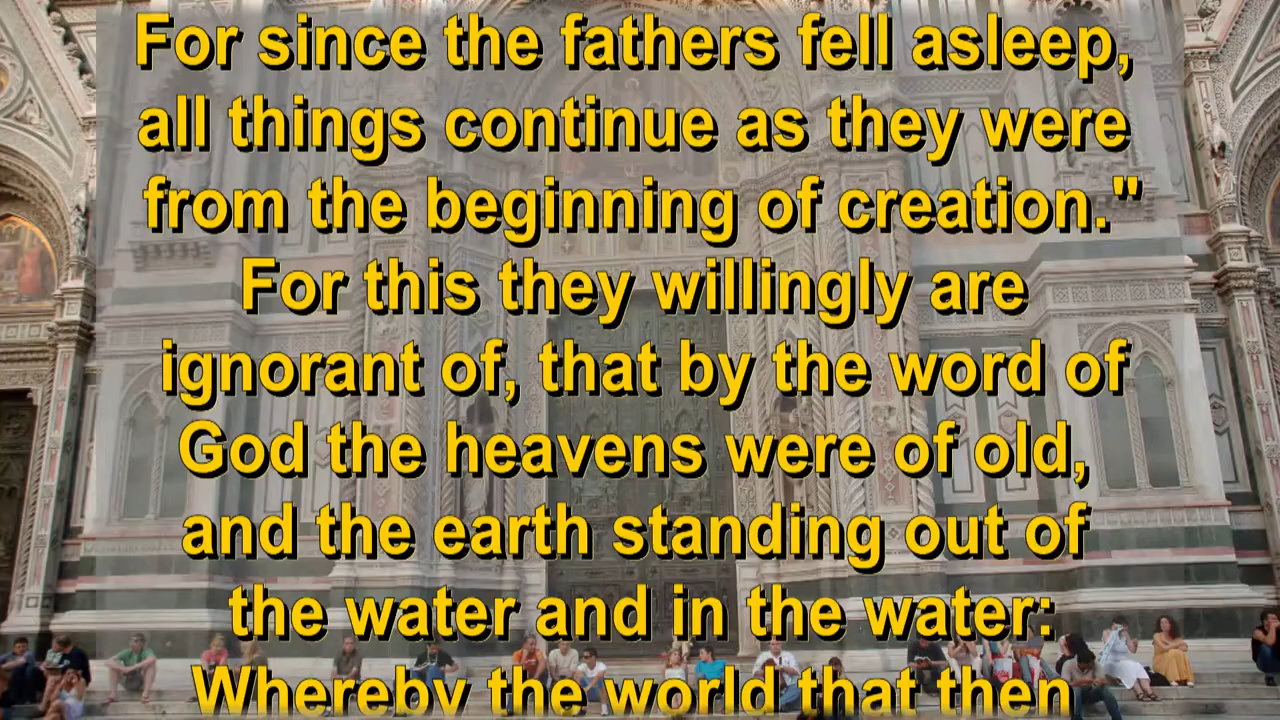 For since the fathers fell asleep,
all things continue as they were
from the beginning of creation."
For this they willingly are
ignorant of, that by the word of
God the heavens were of old,
and the earth standing out of
the water and in the water:
Whereby the world that then